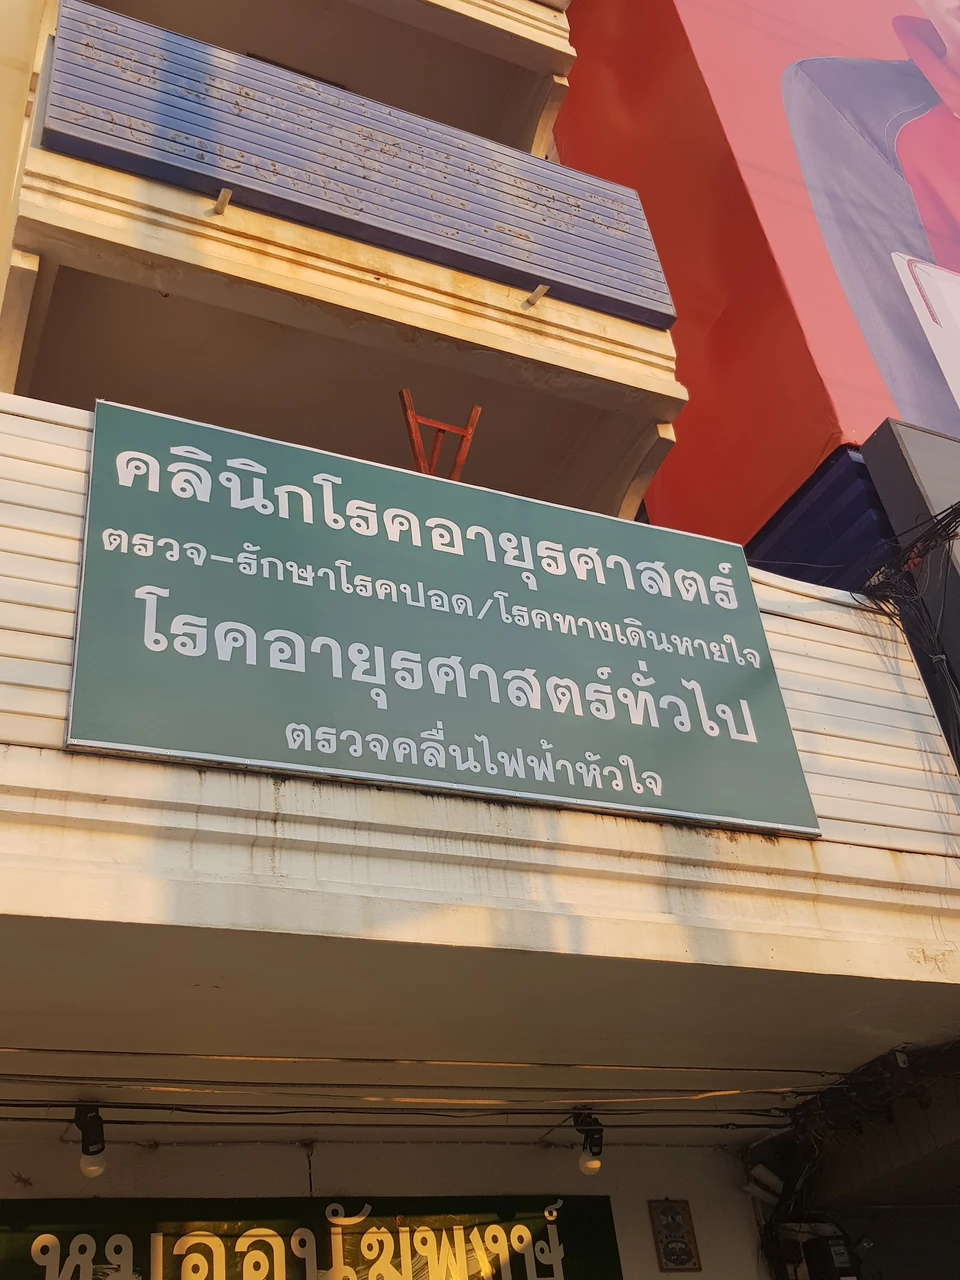 คลินิกโรคอายุรศาสตร์
ตรวจ-รักษาโรคปอด/โรคทางเดินหายใจ
โรคอายุรศาสตร์ทั่วไป
ตรวจคลื่นไฟฟ้าหัวใจ